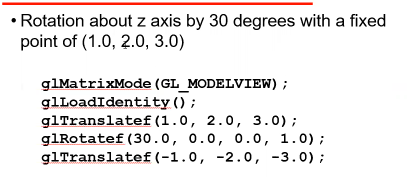 • Rotation about z axis by 30 degrees with a fixed
point of (1.0, 2.0, 3.0)
glMatrixMode(GL_MODELVIEW);
glLoadIdentity();
glTranslatef(1.0, 2.0, 3.0);
glRotatef(30.0, 0.0, 0.0, 1.0);
glTranslatef(-1.0, -2.0, -3.0);